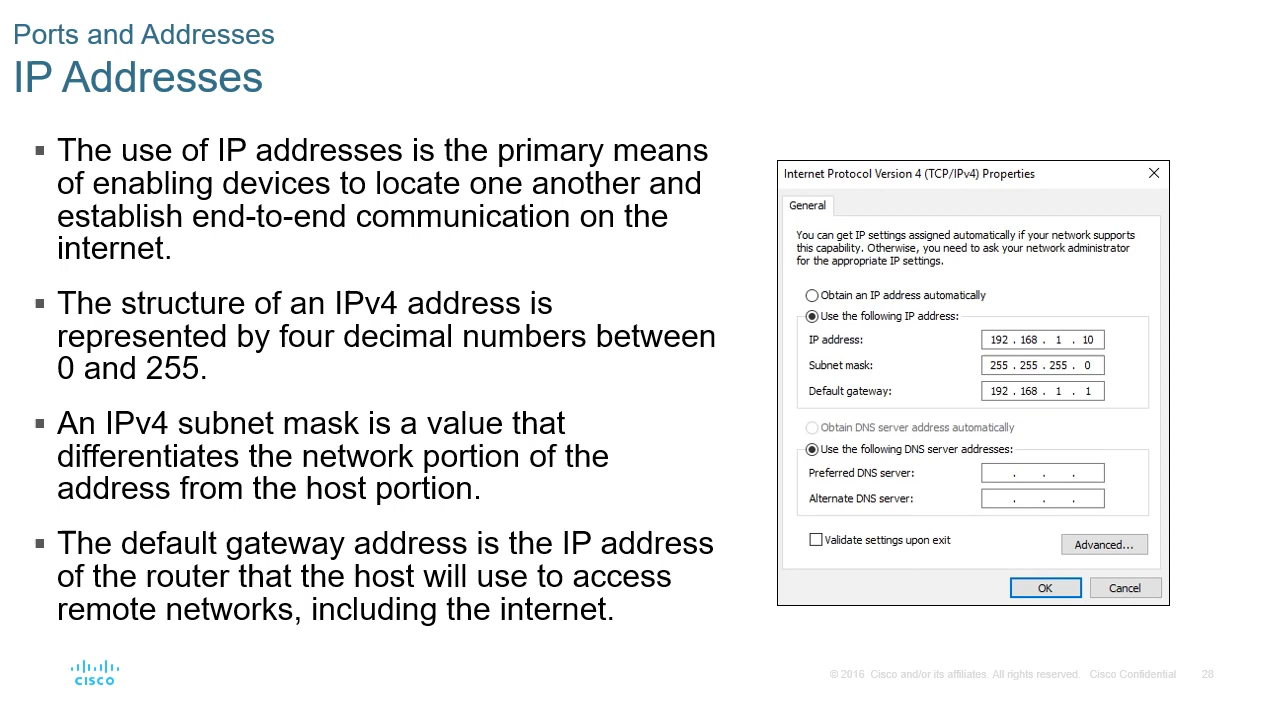 Ports and Addresses
IP Addresses
▪ The use of IP addresses is the primary means
of enabling devices to locate one another and
establish end-to-end communication on the
internet.
▪ The structure of an IPv4 address is
represented by four decimal numbers between
0 and 255.
▪ An IPv4 subnet mask is a value that
differentiates the network portion of the
address from the host portion.
▪ The default gateway address is the IP address
of the router that the host will use to access
remote networks, including the internet.
Internet Protocol Version 4 (TCP/IPv4) Properties
General
You can get IP settings assigned automatically if your network supports
this capability. Otherwise, you need to ask your network administrator
for the appropriate IP settings.
Obtain an IP address automatically
Use the following IP address:
IP address: 192 . 168 . 1 . 10
Subnet mask: 255 . 255 . 255 . 0
Default gateway: 192 . 168 . 1 . 1
Obtain DNS server address automatically
Use the following DNS server addresses:
Preferred DNS server: . . .
Alternate DNS server: . . .
Validate settings upon exit
Advanced...
OK Cancel
CISCO
© 2016 Cisco and/or its affiliates. All rights reserved. Cisco Confidential 28